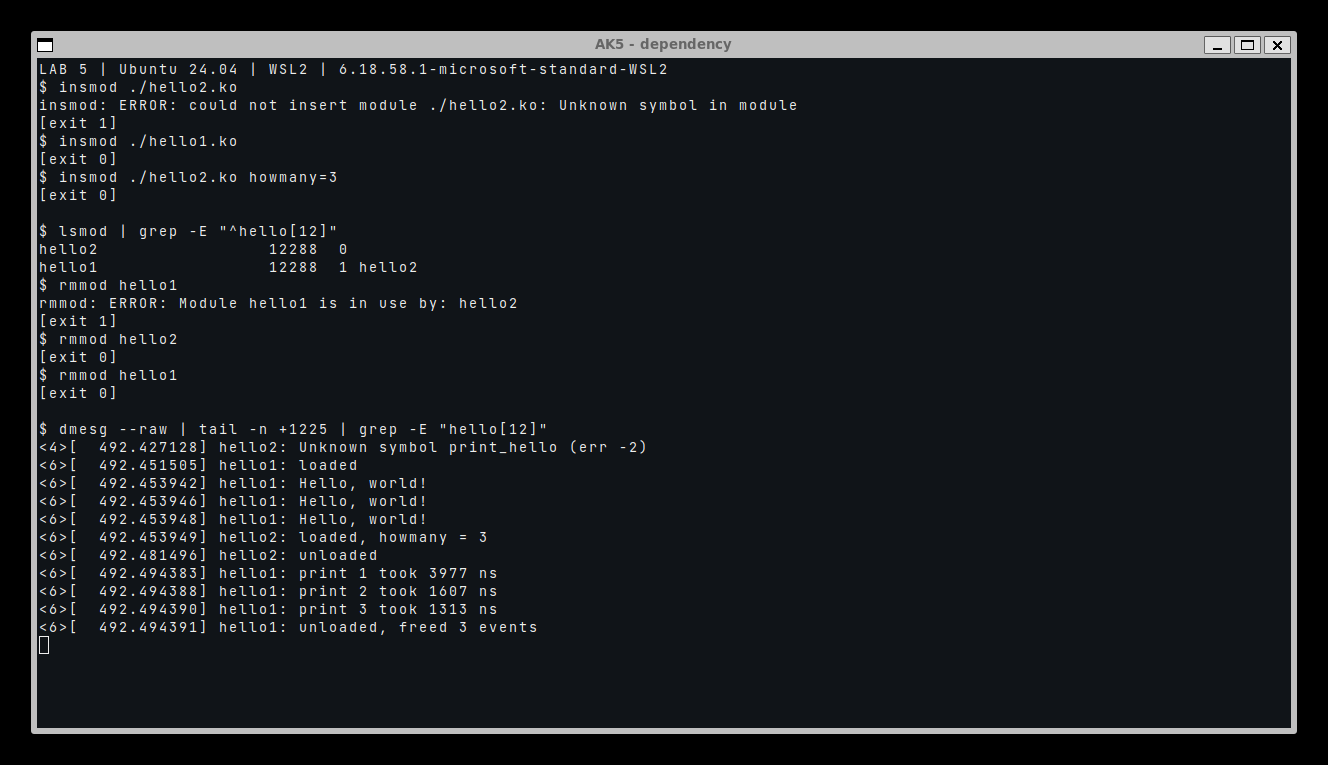 AK5 - dependency
LAB 5 | Ubuntu 24.04 | WSL2 | 6.18.58.1-microsoft-standard-WSL2
$ insmod ./hello2.ko
insmod: ERROR: could not insert module ./hello2.ko: Unknown symbol in module
[exit 1]
$ insmod ./hello1.ko
[exit 0]
$ insmod ./hello2.ko howmany=3
[exit 0]
$ lsmod | grep -E "^hello[12]"
hello2                 12288  0
hello1                 12288  1 hello2
$ rmmod hello1
rmmod: ERROR: Module hello1 is in use by: hello2
[exit 1]
$ rmmod hello2
[exit 0]
$ rmmod hello1
[exit 0]
$ dmesg --raw | tail -n +1225 | grep -E "hello[12]"
<4>[  492.427128] hello2: Unknown symbol print_hello (err -2)
<6>[  492.451505] hello1: loaded
<6>[  492.453942] hello1: Hello, world!
<6>[  492.453946] hello1: Hello, world!
<6>[  492.453948] hello1: Hello, world!
<6>[  492.453949] hello2: loaded, howmany = 3
<6>[  492.481496] hello2: unloaded
<6>[  492.494383] hello1: print 1 took 3977 ns
<6>[  492.494388] hello1: print 2 took 1607 ns
<6>[  492.494390] hello1: print 3 took 1313 ns
<6>[  492.494391] hello1: unloaded, freed 3 events